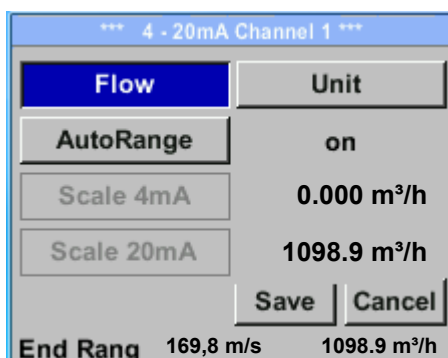 *** 4 - 20mA Channel 1 ***
Flow Unit
AutoRange on
Scale 4mA 0.000 m³/h
Scale 20mA 1098.9 m³/h
Save Cancel
End Rang 169,8 m/s 1098.9 m³/h